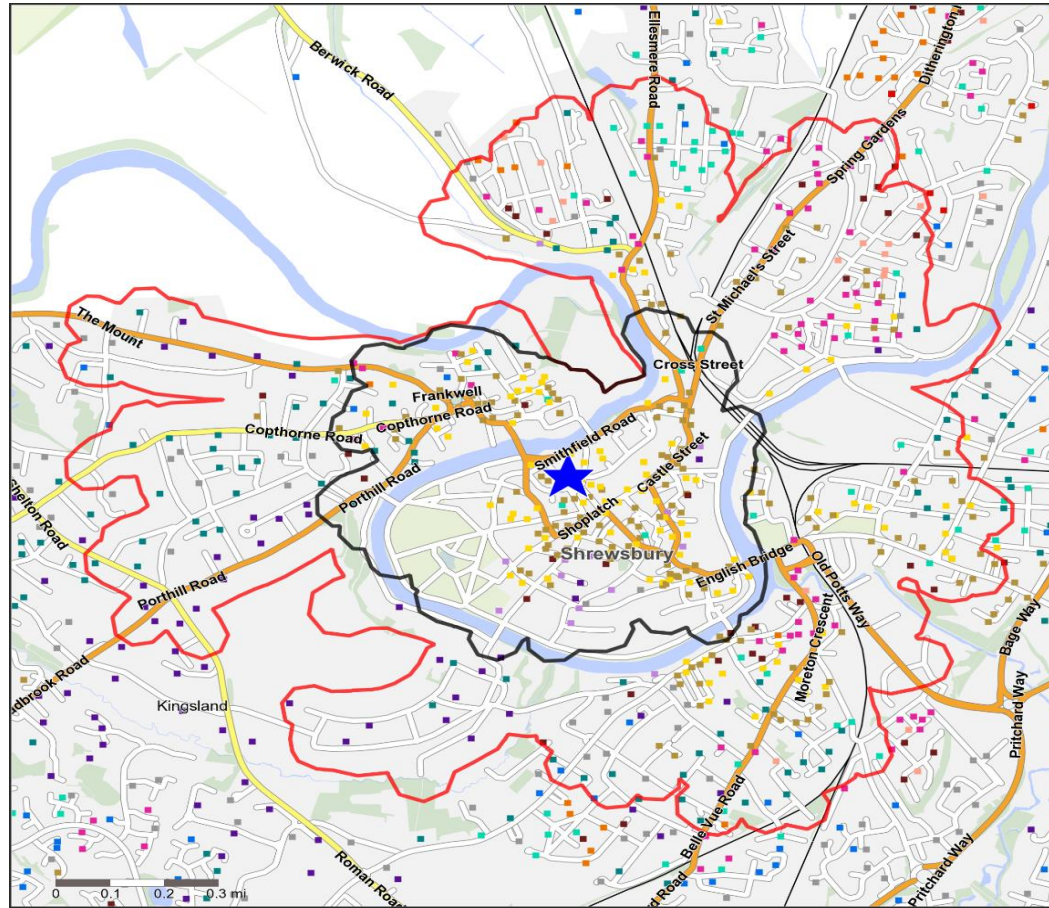 Ellesmere Road
Ditherington
Berwick Road
Spring Gardens
St Michael's Street
The Mount
Cross Street
Frankwell
Copthorne Road
Copthorne Road
Smithfield Road
Castle Street
Porthill Road
Shelton Road
Shoplatch
Shrewsbury
English Bridge
Old Potts Way
Porthill Road
Moreton Crescent
Bage Way
Kingsland
Pritchard Way
Belle Vue Road
Roman Road
Pritchard Way
0 0.1 0.2 0.3 mi